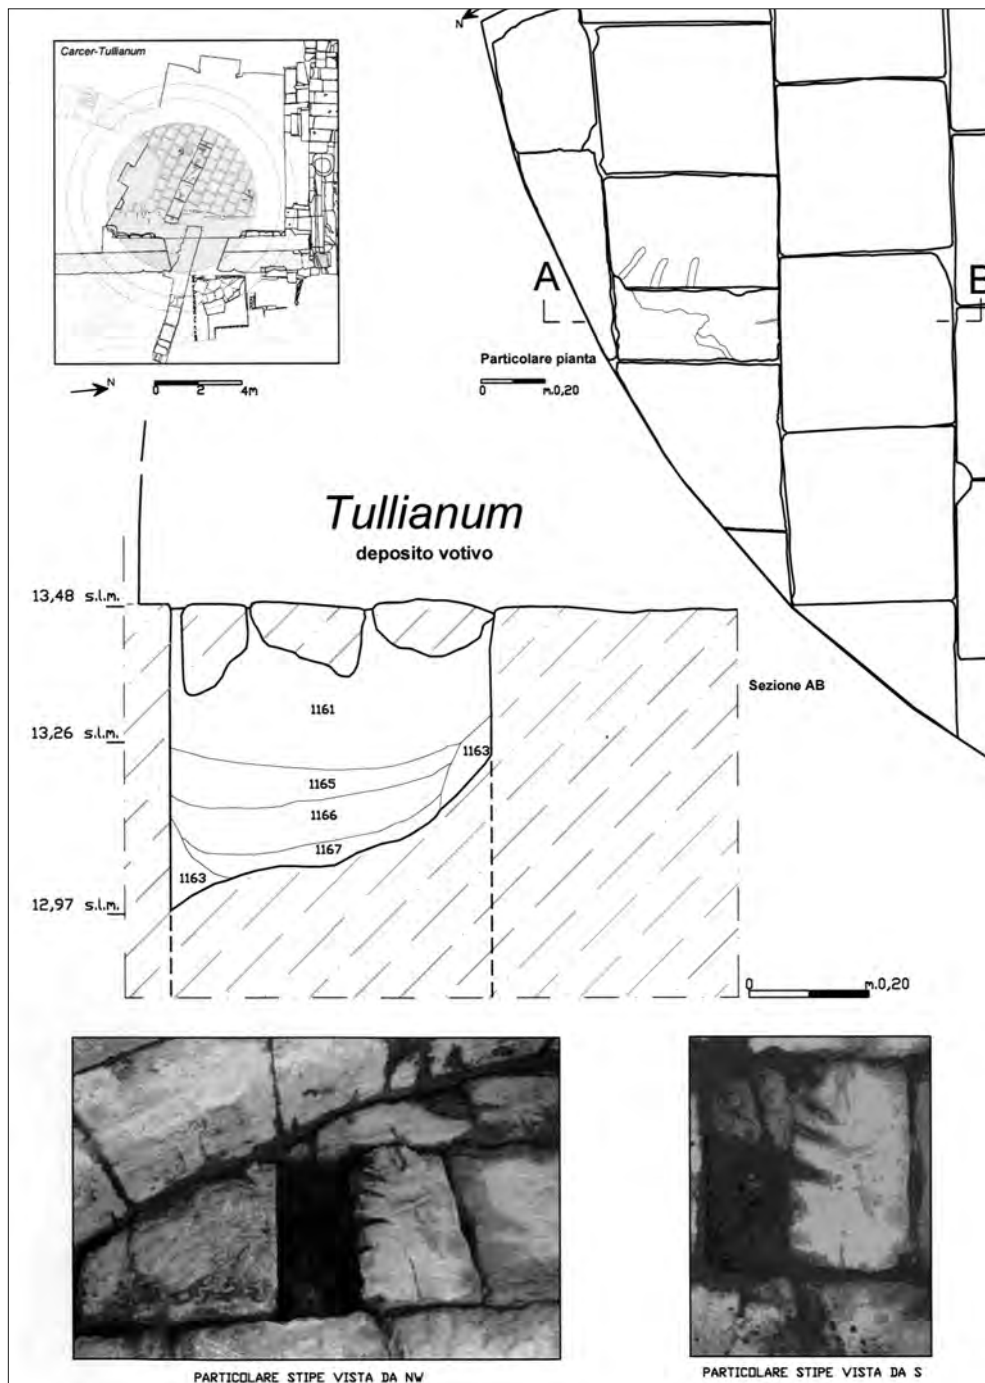 Carcer-Tullianum
N
0 2 4m
N
A
B
Particolare pianta
0 m.0,20
Tullianum
deposito votivo
13,48 s.l.m.
Sezione AB
1161
13,26 s.l.m.
1163
1165
1166
1167
1163
12,97 s.l.m.
0 m.0,20
PARTICOLARE STIPE VISTA DA NW
PARTICOLARE STIPE VISTA DA S